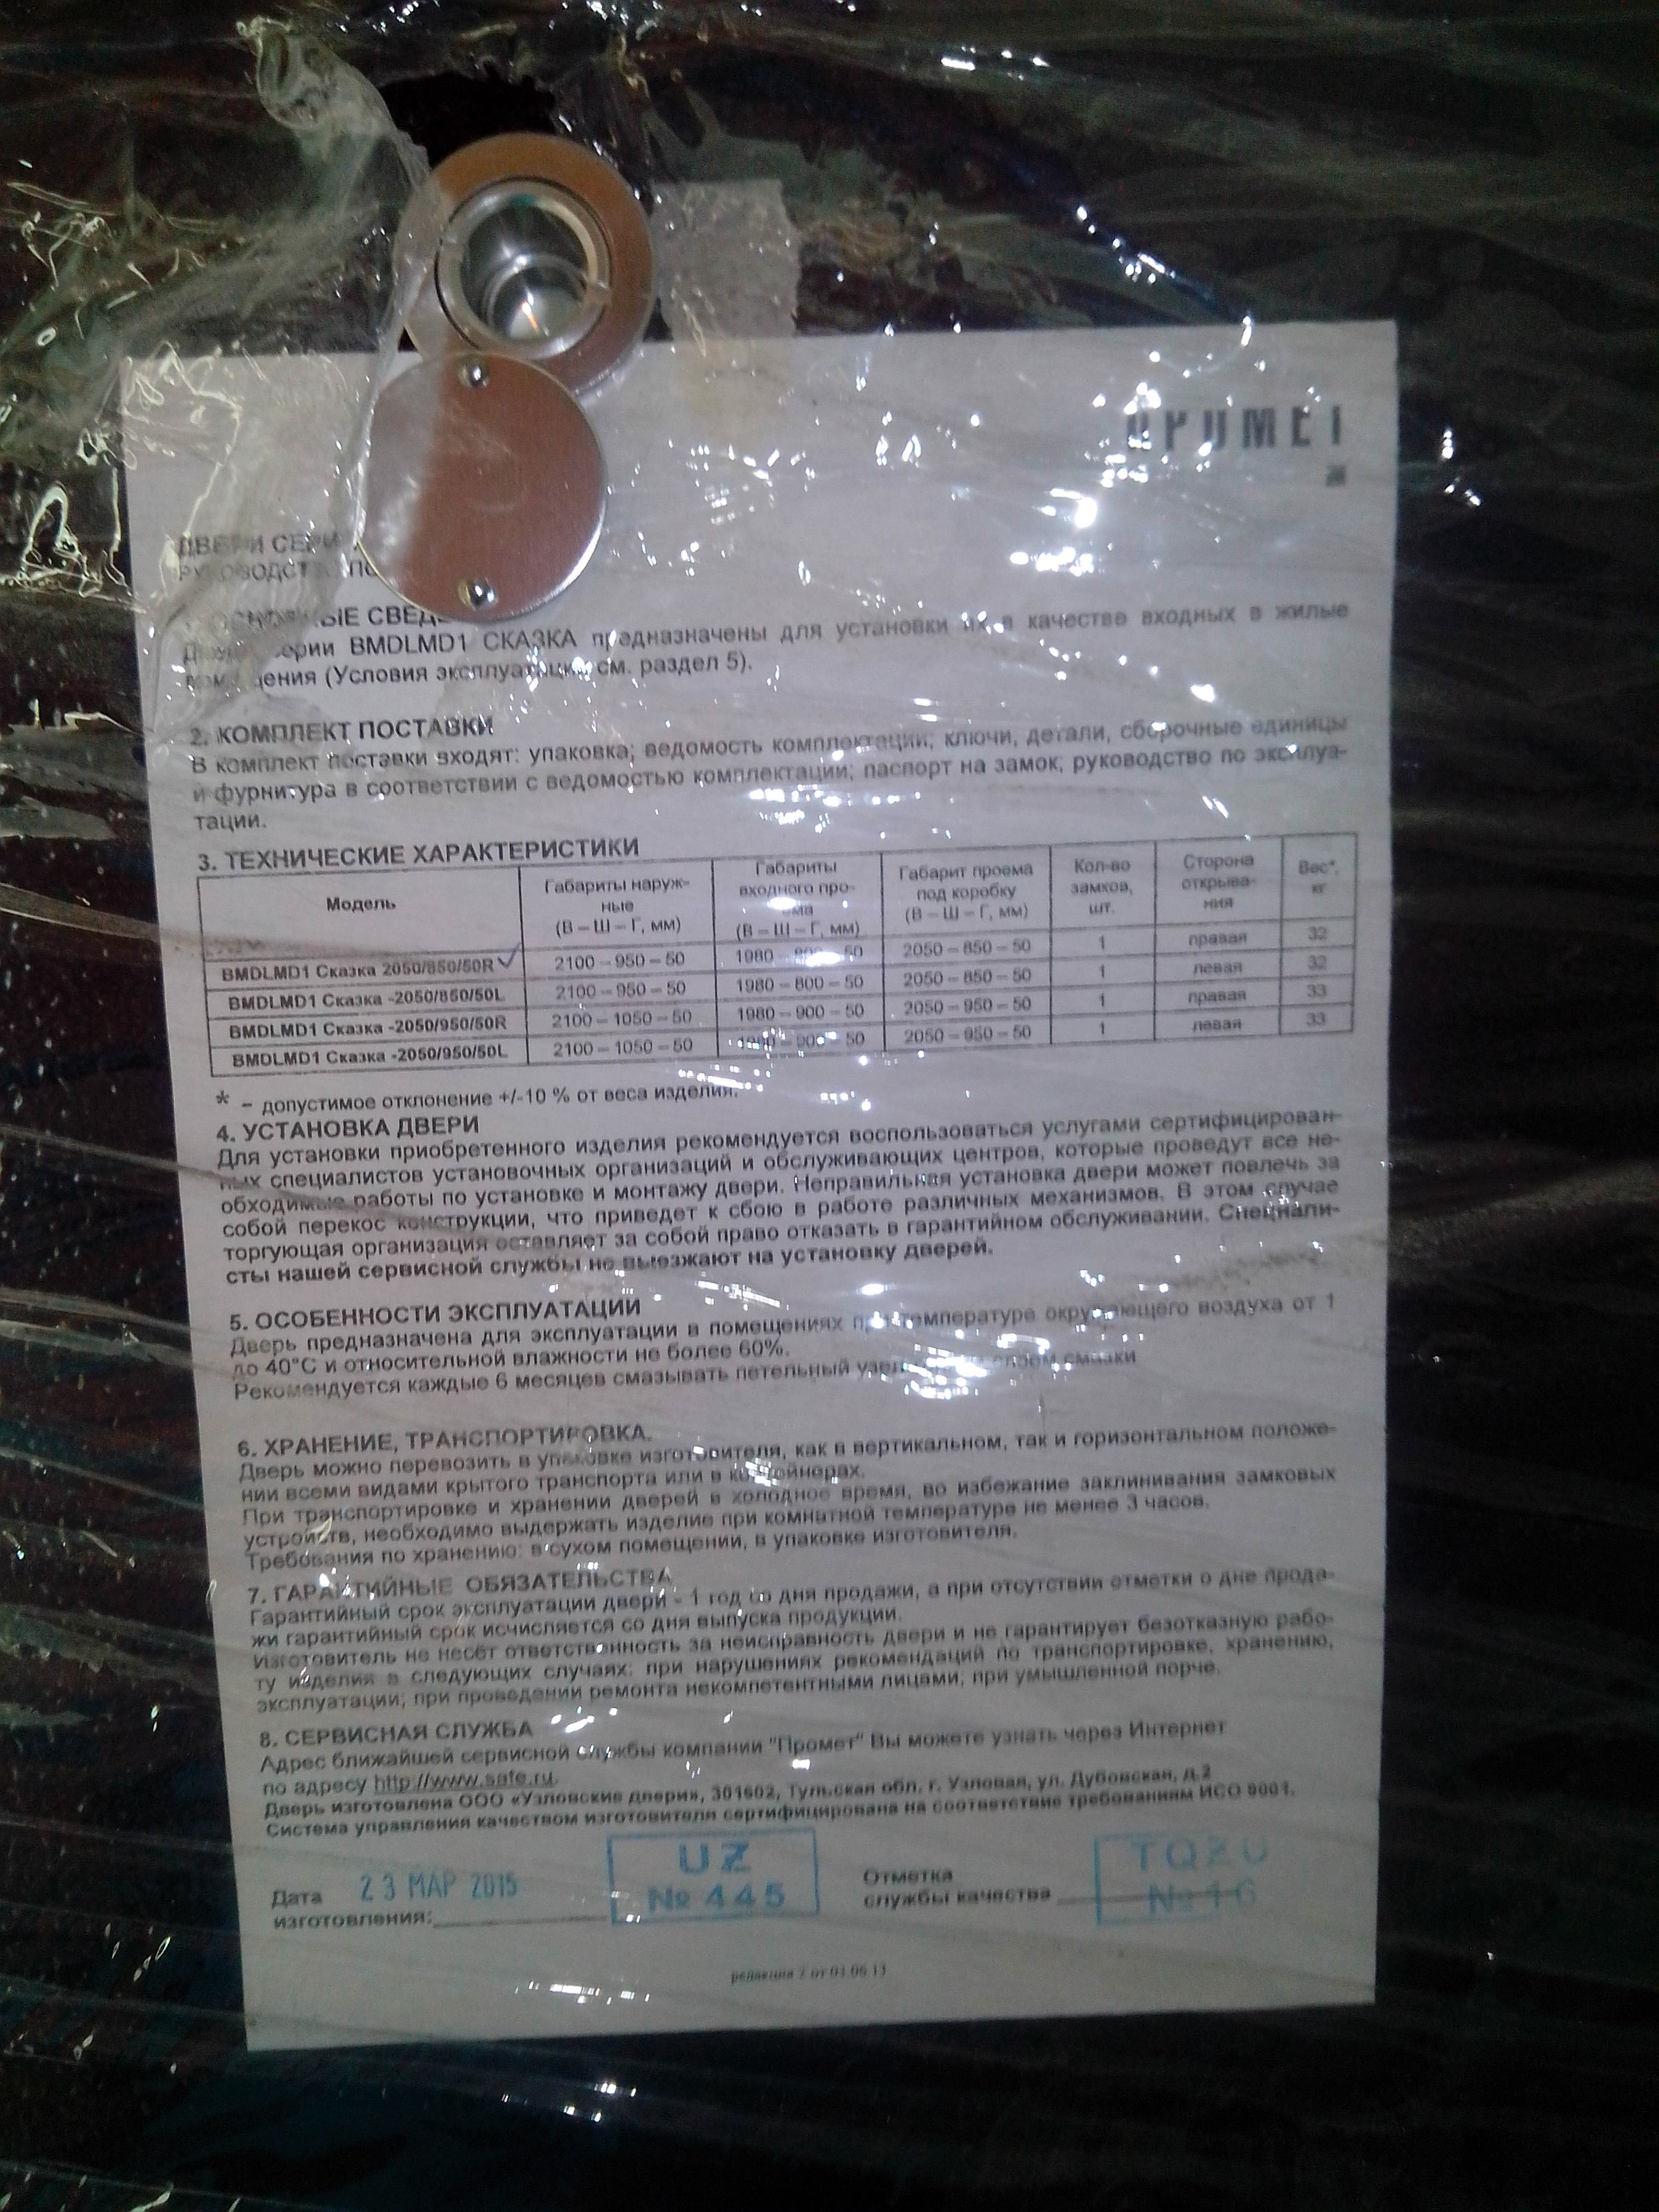 ДВЕРИ СЕРИ
СВЕД
серии BMDLMD1 СКАЗКА предназначены для установки их в качестве входных в жилые
(Условия эксплуатации см. раздел 5).
2. КОМПЛЕКТ ПОСТАВКИ
В комплект поставки входят: упаковка; ведомость комплектации; ключи, детали, сборочные единицы
и фурнитура в соответствии с ведомостью комплектации; паспорт на замок; руководство по эксплуа-
тации.
3. ТЕХНИЧЕСКИЕ ХАРАКТЕРИСТИКИ
Модель Габариты наруж-ные (В – Ш – Г, мм) Габариты входного про-ема (В – Ш – Г, мм) Габарит проема под коробку (В – Ш – Г, мм) Кол-во замков, шт. Сторона открыва-ния Вес*, кг
BMDLMD1 Сказка 2050/850/50R 2100 – 950 – 50 1980 – 50 2050 – 850 – 50 1 правая 32
BMDLMD1 Сказка -2050/850/50L 2100 – 950 – 50 1980 – 800 – 50 2050 – 850 – 50 1 левая 32
BMDLMD1 Сказка -2050/950/50R 2100 – 1050 – 50 1980 – 900 – 50 2050 – 950 – 50 1 правая 33
BMDLMD1 Сказка -2050/950/50L 2100 – 1050 – 50 1980 – 900 – 50 2050 – 950 – 50 1 левая 33
* – допустимое отклонение +/-10 % от веса изделия.
4. УСТАНОВКА ДВЕРИ
Для установки приобретенного изделия рекомендуется воспользоваться услугами сертифицирован-
ных специалистов установочных организаций и обслуживающих центров, которые проведут все не-
обходимые работы по установке и монтажу двери. Неправильная установка двери может повлечь за
собой перекос конструкции, что приведет к сбою в работе различных механизмов. В этом случае
торгующая организация оставляет за собой право отказать в гарантийном обслуживании. Специали-
сты нашей сервисной службы не выезжают на установку дверей.
5. ОСОБЕННОСТИ ЭКСПЛУАТАЦИИ
Дверь предназначена для эксплуатации в помещениях при температуре окружающего воздуха от 1
до 40°С и относительной влажности не более 60%.
Рекомендуется каждые 6 месяцев смазывать петельный узел слоем смазки
6. ХРАНЕНИЕ, ТРАНСПОРТИРОВКА.
Дверь можно перевозить в упаковке изготовителя, как в вертикальном, так и горизонтальном положе-
нии всеми видами крытого транспорта или в контейнерах.
При транспортировке и хранении дверей в холодное время, во избежание заклинивания замковых
устройств, необходимо выдержать изделие при комнатной температуре не менее 3 часов.
Требования по хранению: в сухом помещении, в упаковке изготовителя.
7. ГАРАНТИЙНЫЕ ОБЯЗАТЕЛЬСТВА
Гарантийный срок эксплуатации двери - 1 год со дня продажи, а при отсутствии отметки о дне прода-
жи гарантийный срок исчисляется со дня выпуска продукции.
Изготовитель не несёт ответственность за неисправность двери и не гарантирует безотказную рабо-
ту изделия в следующих случаях: при нарушениях рекомендаций по транспортировке, хранению,
эксплуатации; при проведении ремонта некомпетентными лицами; при умышленной порче.
8. СЕРВИСНАЯ СЛУЖБА
Адрес ближайшей сервисной службы компании "Промет" Вы можете узнать через Интернет
по адресу http://www.safe.ru.
Дверь изготовлена ООО «Узловские двери», 301602, Тульская обл. г. Узловая, ул. Дубовская, д.2
Система управления качеством изготовителя сертифицирована на соответствие требованиям ИСО 9001.
Дата изготовления: 23 МАР 2015
UZ
№ 445
Отметка
службы качества
№ 16
редакция 2 от 03.06.13